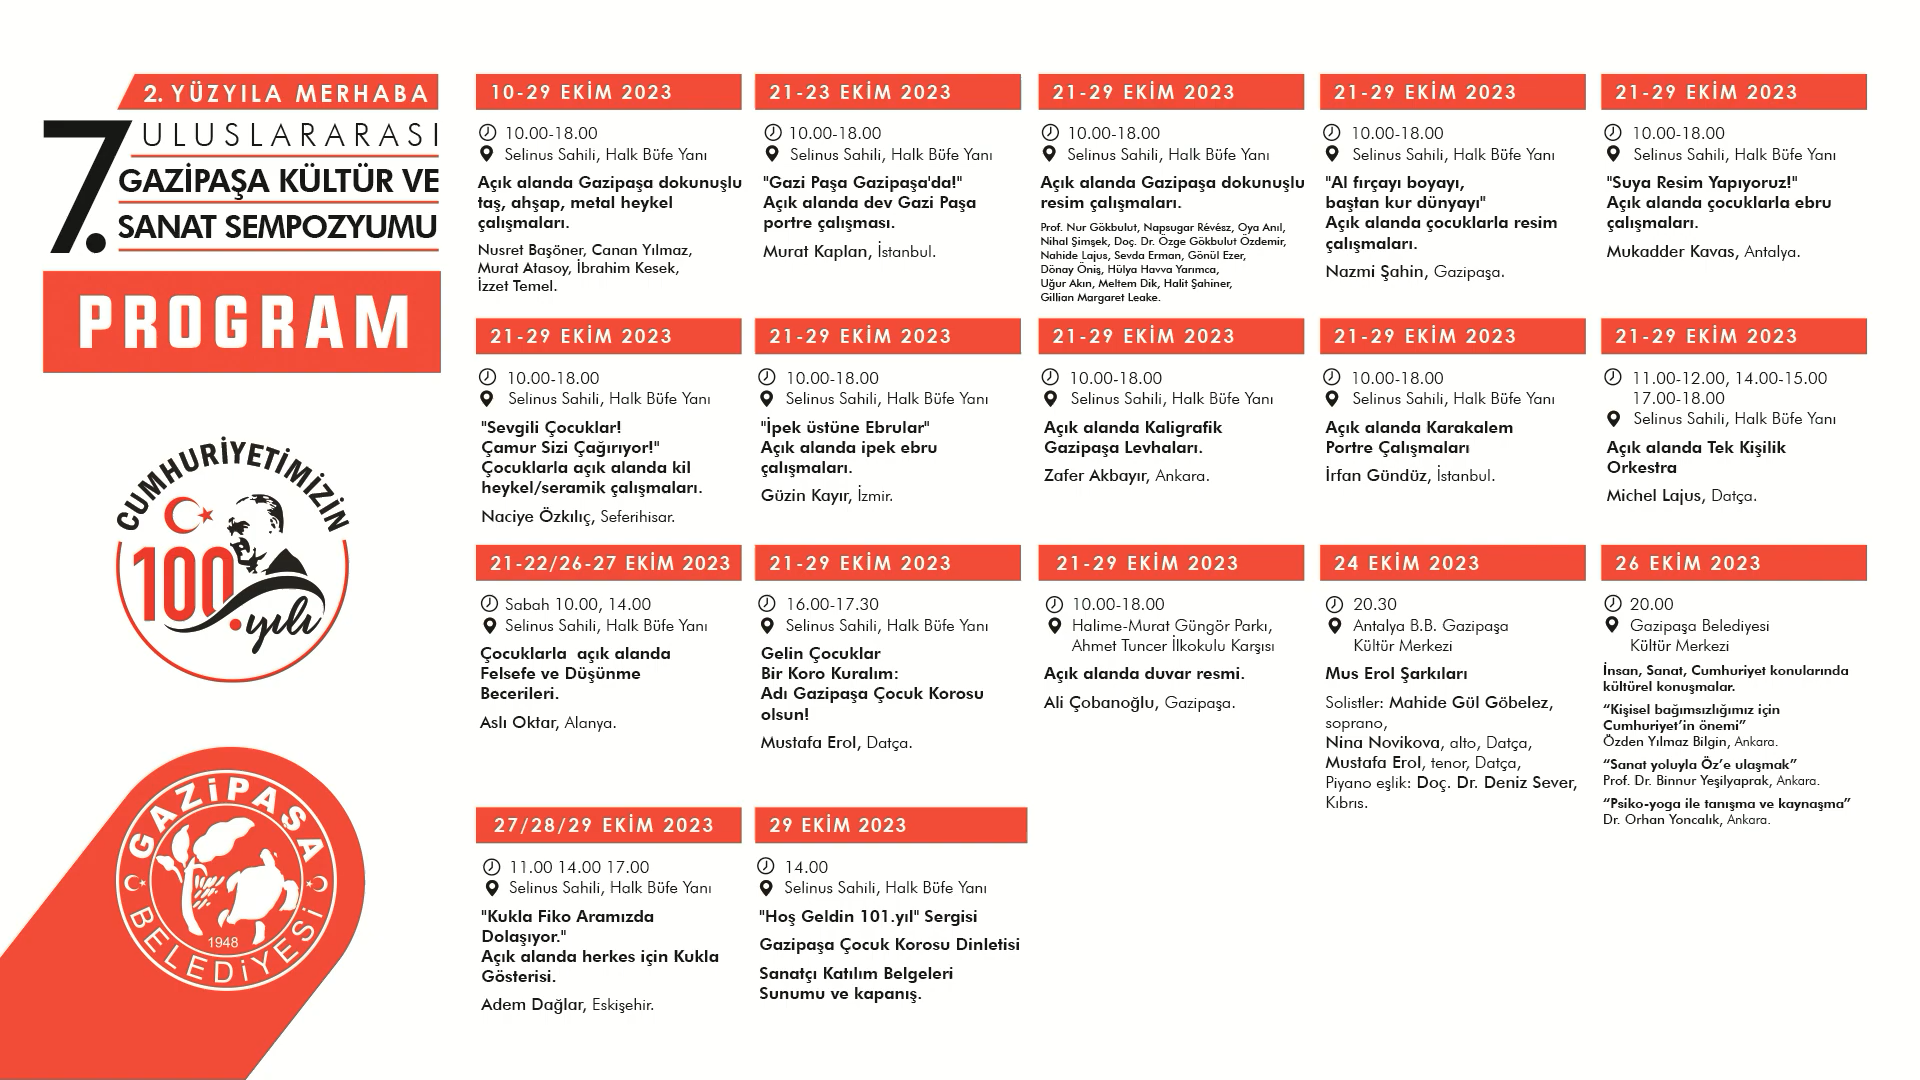 2. YÜZYILA MERHABA
7. ULUSLARARASI
GAZİPAŞA KÜLTÜR VE
SANAT SEMPOZYUMU
PROGRAM
CUMHURİYETİMİZİN
100.
yılı
GAZİPAŞA
1948
BELEDİYESİ
10-29 EKİM 2023
10.00-18.00
Selinus Sahili, Halk Büfe Yanı
Açık alanda Gazipaşa dokunuşlu
taş, ahşap, metal heykel
çalışmaları.
Nusret Başöner, Canan Yılmaz,
Murat Atasoy, İbrahim Kesek,
İzzet Temel.
21-23 EKİM 2023
10.00-18.00
Selinus Sahili, Halk Büfe Yanı
"Gazi Paşa Gazipaşa'da!"
Açık alanda dev Gazi Paşa
portre çalışması.
Murat Kaplan, İstanbul.
21-29 EKİM 2023
10.00-18.00
Selinus Sahili, Halk Büfe Yanı
Açık alanda Gazipaşa dokunuşlu
resim çalışmaları.
Prof. Nur Gökbulut, Napsugar Révész, Oya Anıl,
Nihal Şimşek, Doç. Dr. Özge Gökbulut Özdemir,
Nahide Lajus, Sevda Erman, Gönül Ezer,
Dönay Öniş, Hülya Havva Yarımca,
Uğur Akın, Meltem Dik, Halit Şahiner,
Gillian Margaret Leake.
21-29 EKİM 2023
10.00-18.00
Selinus Sahili, Halk Büfe Yanı
"Al fırçayı boyayı,
baştan kur dünyayı"
Açık alanda çocuklarla resim
çalışmaları.
Nazmi Şahin, Gazipaşa.
21-29 EKİM 2023
10.00-18.00
Selinus Sahili, Halk Büfe Yanı
"Suya Resim Yapıyoruz!"
Açık alanda çocuklarla ebru
çalışmaları.
Mukadder Kavas, Antalya.
21-29 EKİM 2023
10.00-18.00
Selinus Sahili, Halk Büfe Yanı
"Sevgili Çocuklar!
Çamur Sizi Çağırıyor!"
Çocuklarla açık alanda kil
heykel/seramik çalışmaları.
Naciye Özkılıç, Seferihisar.
21-29 EKİM 2023
10.00-18.00
Selinus Sahili, Halk Büfe Yanı
"İpek üstüne Ebrular"
Açık alanda ipek ebru
çalışmaları.
Güzin Kayır, İzmir.
21-29 EKİM 2023
10.00-18.00
Selinus Sahili, Halk Büfe Yanı
Açık alanda Kaligrafik
Gazipaşa Levhaları.
Zafer Akbayır, Ankara.
21-29 EKİM 2023
10.00-18.00
Selinus Sahili, Halk Büfe Yanı
Açık alanda Karakalem
Portre Çalışmaları
İrfan Gündüz, İstanbul.
21-29 EKİM 2023
11.00-12.00, 14.00-15.00
17.00-18.00
Selinus Sahili, Halk Büfe Yanı
Açık alanda Tek Kişilik
Orkestra
Michel Lajus, Datça.
21-22/26-27 EKİM 2023
Sabah 10.00, 14.00
Selinus Sahili, Halk Büfe Yanı
Çocuklarla açık alanda
Felsefe ve Düşünme
Becerileri.
Aslı Oktar, Alanya.
21-29 EKİM 2023
16.00-17.30
Selinus Sahili, Halk Büfe Yanı
Gelin Çocuklar
Bir Koro Kuralım:
Adı Gazipaşa Çocuk Korosu
olsun!
Mustafa Erol, Datça.
21-29 EKİM 2023
10.00-18.00
Halime-Murat Güngör Parkı,
Ahmet Tuncer İlkokulu Karşısı
Açık alanda duvar resmi.
Ali Çobanoğlu, Gazipaşa.
24 EKİM 2023
20.30
Antalya B.B. Gazipaşa
Kültür Merkezi
Mus Erol Şarkıları
Solistler: Mahide Gül Göbelez,
soprano,
Nina Novikova, alto, Datça,
Mustafa Erol, tenor, Datça,
Piyano eşlik: Doç. Dr. Deniz Sever,
Kıbrıs.
26 EKİM 2023
20.00
Gazipaşa Belediyesi
Kültür Merkezi
İnsan, Sanat, Cumhuriyet konularında
kültürel konuşmalar.
“Kişisel bağımsızlığımız için
Cumhuriyet’in önemi”
Özden Yılmaz Bilgin, Ankara.
“Sanat yoluyla Öz’e ulaşmak”
Prof. Dr. Binnur Yeşilyaprak, Ankara.
“Psiko-yoga ile tanışma ve kaynaşma”
Dr. Orhan Yoncalık, Ankara.
27/28/29 EKİM 2023
11.00 14.00 17.00
Selinus Sahili, Halk Büfe Yanı
"Kukla Fiko Aramızda
Dolaşıyor."
Açık alanda herkes için Kukla
Gösterisi.
Adem Dağlar, Eskişehir.
29 EKİM 2023
14.00
Selinus Sahili, Halk Büfe Yanı
"Hoş Geldin 101.yıl" Sergisi
Gazipaşa Çocuk Korosu Dinletisi
Sanatçı Katılım Belgeleri
Sunumu ve kapanış.